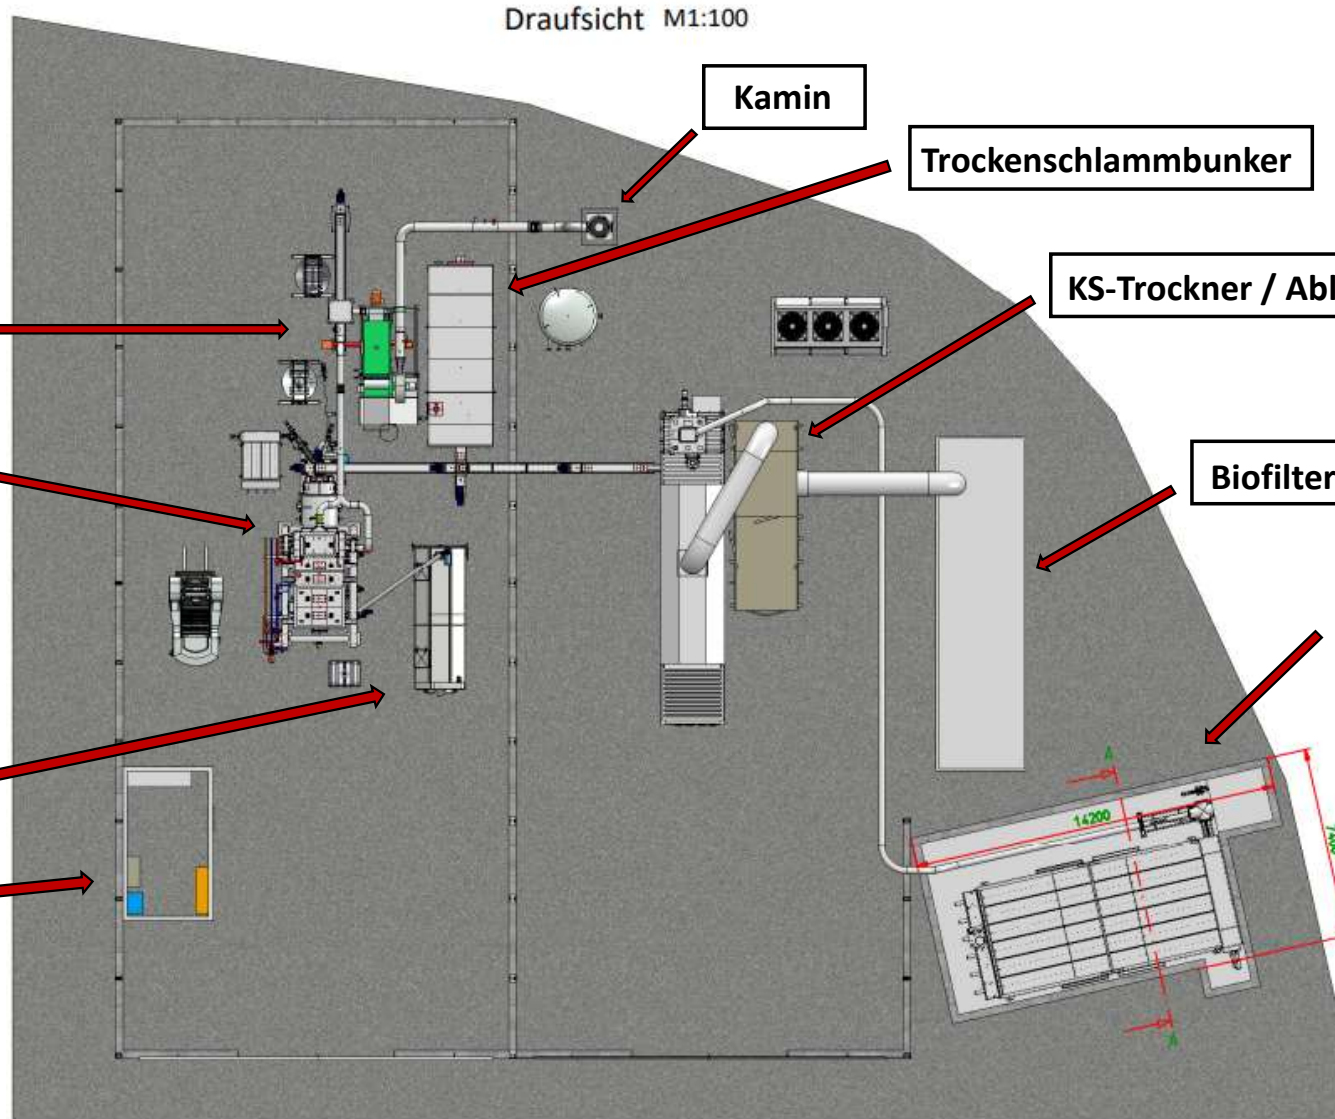 Draufsicht M1:100
Kamin
Trockenschlammbunker
KS-Trockner / Abl
Biofilter
A
14200
A